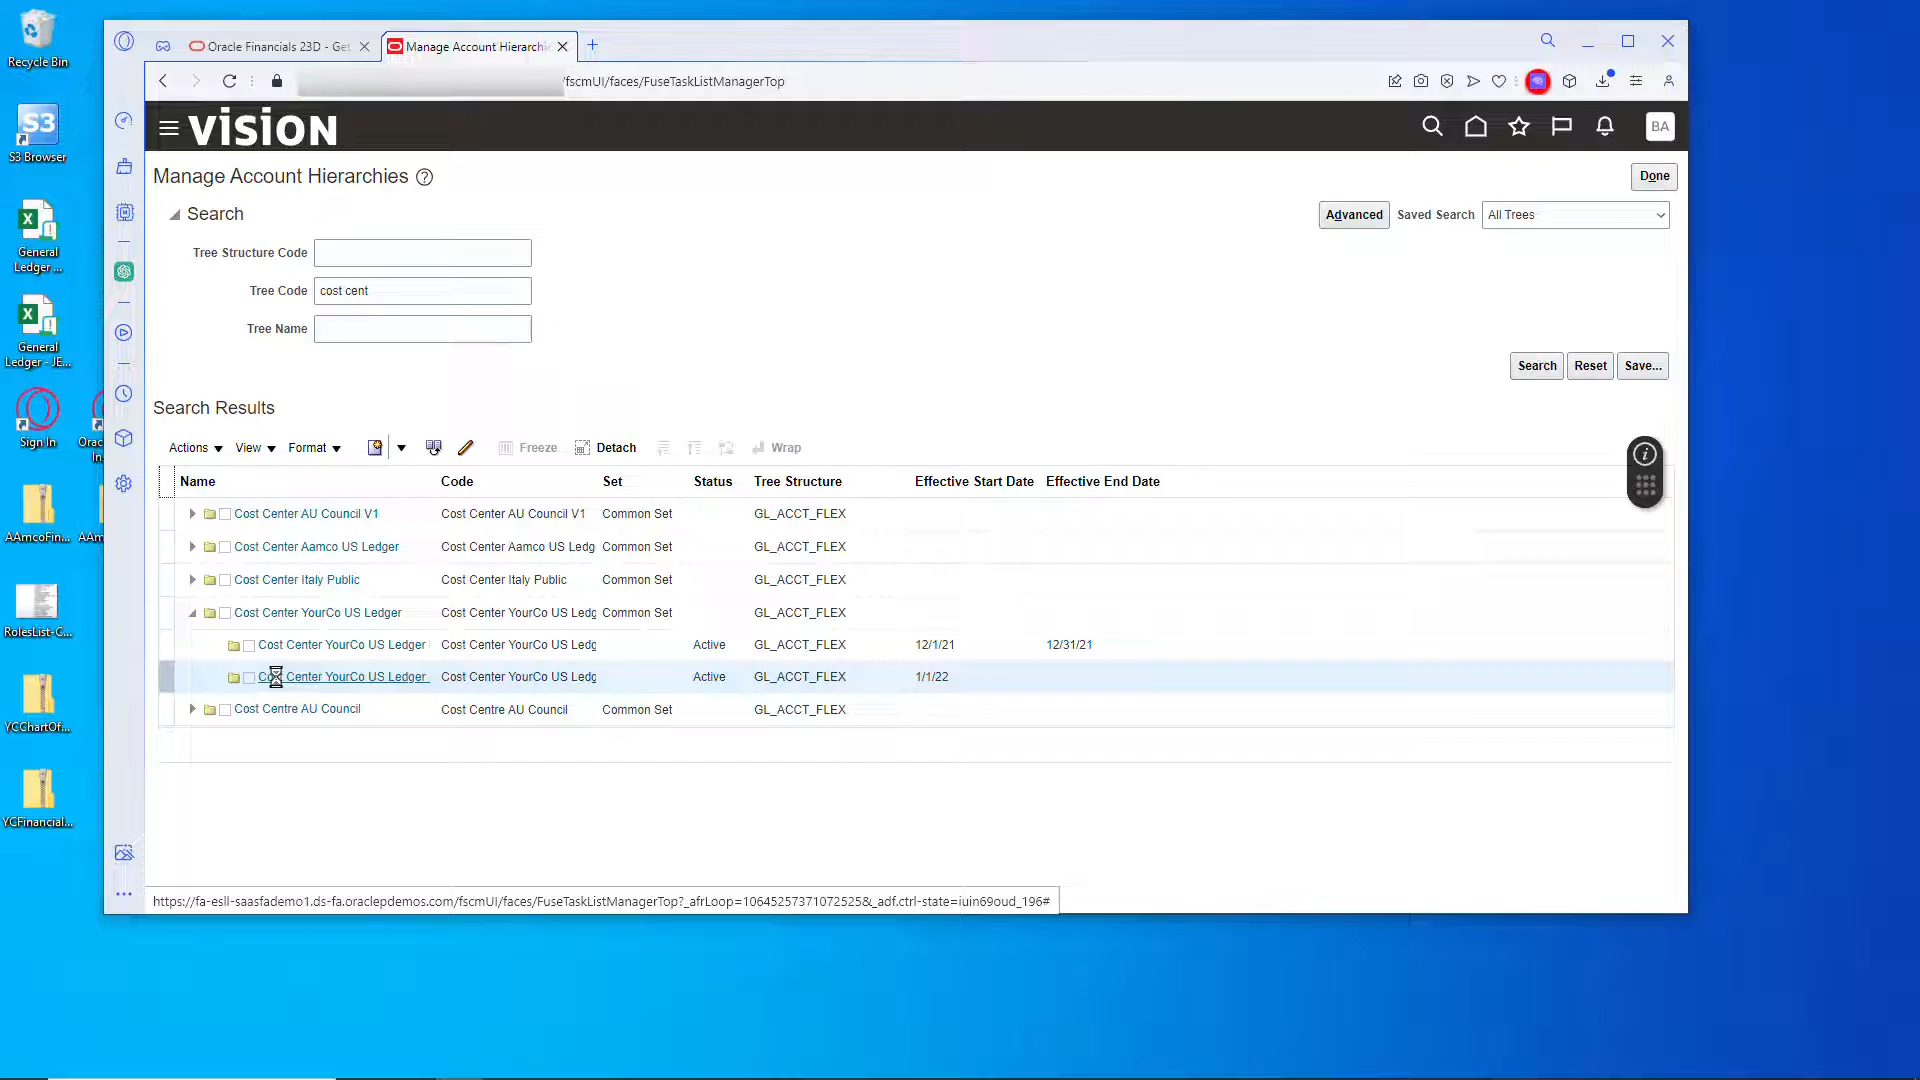 Recycle Bin
S3
S3 Browser
General
Ledger ...
General
Ledger - JE...
Sign In
Orac
In
AAmcoFin...
AAm
RolesList-C...
YCChartOf...
YCFinancial...
Oracle Financials 23D - Get
Manage Account Hierarchi
/fscmUI/faces/FuseTaskListManagerTop
VISION
BA
Manage Account Hierarchies
Done
Search
Advanced Saved Search All Trees
Tree Structure Code
Tree Code cost cent
Tree Name
Search Reset Save...
Search Results
Actions View Format Freeze Detach Wrap
Name Code Set Status Tree Structure Effective Start Date Effective End Date
Cost Center AU Council V1 Cost Center AU Council V1 Common Set GL_ACCT_FLEX
Cost Center Aamco US Ledger Cost Center Aamco US Ledg Common Set GL_ACCT_FLEX
Cost Center Italy Public Cost Center Italy Public Common Set GL_ACCT_FLEX
Cost Center YourCo US Ledger Cost Center YourCo US Ledg Common Set GL_ACCT_FLEX
Cost Center YourCo US Ledger Cost Center YourCo US Ledg Active GL_ACCT_FLEX 12/1/21 12/31/21
Cost Center YourCo US Ledger Cost Center YourCo US Ledg Active GL_ACCT_FLEX 1/1/22
Cost Centre AU Council Cost Centre AU Council Common Set GL_ACCT_FLEX
https://fa-esll-saasfademo1.ds-fa.oraclepdemos.com/fscmUI/faces/FuseTaskListManagerTop?_afrLoop=10645257371072525&_adf.ctrl-state=iuin69oud_196#